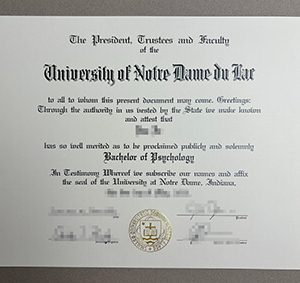 The President, Trustees and Faculty
of the
University of Notre Dame du Lac
to all to whom this present document may come, Greetings:
Through the authority in us vested by the State we make known
and attest that
has so well merited as to be proclaimed publicly and solemnly
Bachelor of Psychology
In Testimony Whereof we subscribe our names and affix
the seal of the University at Notre Dame, Indiana,